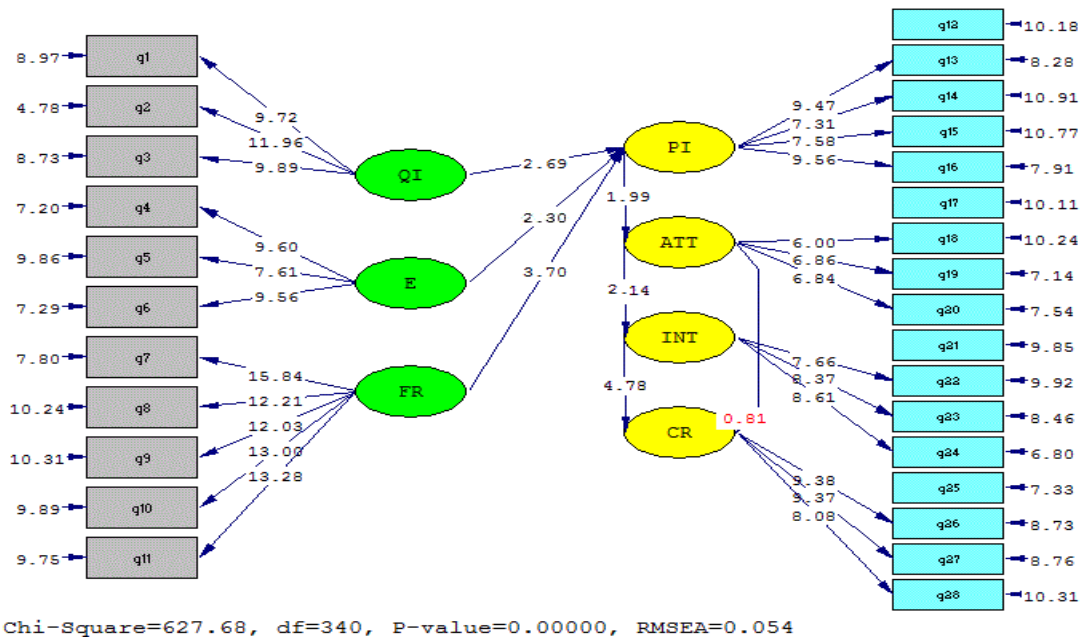 8.97 q1
4.78 q2
8.73 q3
7.20 q4
9.86 q5
7.29 q6
7.80 q7
10.24 q8
10.31 q9
9.89 q10
9.75 q11
9.72
11.96
9.89
9.60
7.61
9.56
15.84
12.21
12.03
13.00
13.28
QI
E
FR
2.69
2.30
3.70
PI
1.99
ATT
2.14
INT
4.78
CR
0.81
9.47
7.31
7.58
9.56
6.00
6.86
6.84
7.66
8.37
8.61
9.38
9.37
8.08
q12 10.18
q13 8.28
q14 10.91
q15 10.77
q16 7.91
q17 10.11
q18 10.24
q19 7.14
q20 7.54
q21 9.85
q22 9.92
q23 8.46
q24 6.80
q25 7.33
q26 8.73
q27 8.76
q28 10.31
Chi-Square=627.68, df=340, P-value=0.00000, RMSEA=0.054